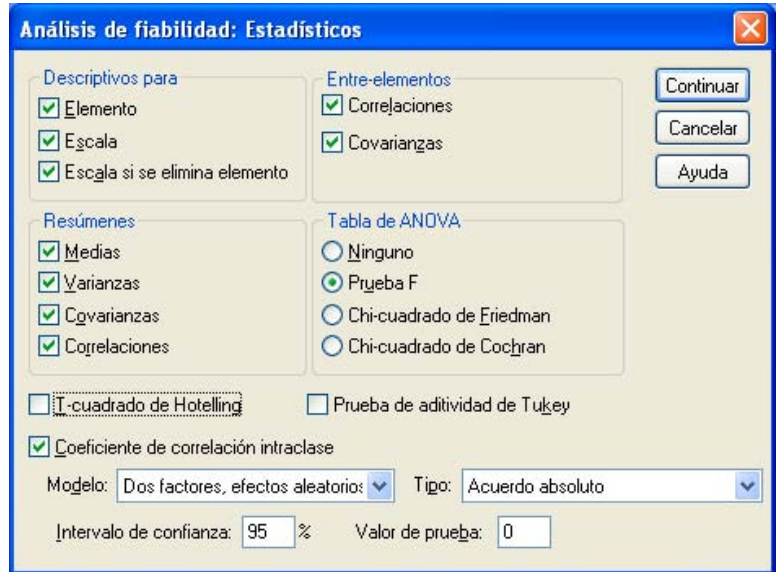 Análisis de fiabilidad: Estadísticos
Descriptivos para
Elemento
Escala
Escala si se elimina elemento
Entre-elementos
Correlaciones
Covarianzas
Continuar
Cancelar
Ayuda
Resúmenes
Medias
Varianzas
Covarianzas
Correlaciones
Tabla de ANOVA
Ninguno
Prueba F
Chi-cuadrado de Friedman
Chi-cuadrado de Cochran
T-cuadrado de Hotelling
Prueba de aditividad de Tukey
Coeficiente de correlación intraclase
Modelo: Dos factores, efectos aleatorios
Tipo: Acuerdo absoluto
Intervalo de confianza: 95 %
Valor de prueba: 0